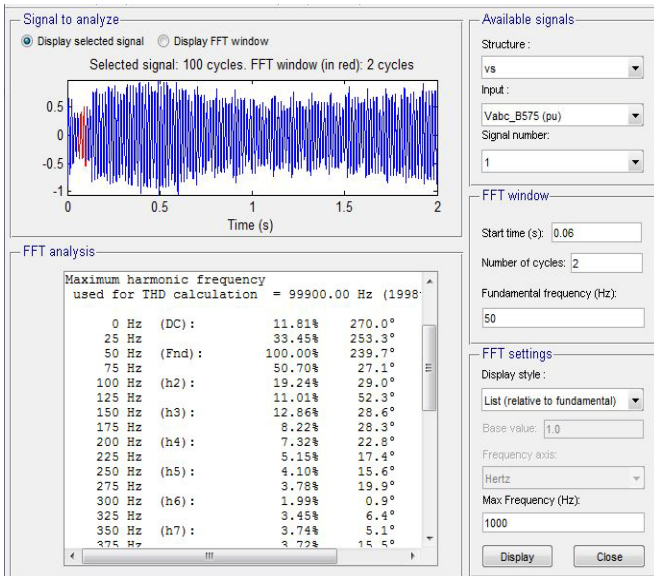 Signal to analyze
Display selected signal Display FFT window
Selected signal: 100 cycles. FFT window (in red): 2 cycles
0.5
0
-0.5
-1
0 0.5 1 1.5 2
Time (s)
FFT analysis
Maximum harmonic frequency
used for THD calculation = 99900.00 Hz (1998
0 Hz (DC): 11.81% 270.0°
25 Hz 33.45% 253.3°
50 Hz (Fnd): 100.00% 239.7°
75 Hz 50.70% 27.1°
100 Hz (h2): 19.24% 29.0°
125 Hz 11.01% 52.3°
150 Hz (h3): 12.86% 28.6°
175 Hz 8.22% 28.3°
200 Hz (h4): 7.32% 22.8°
225 Hz 5.15% 17.4°
250 Hz (h5): 4.10% 15.6°
275 Hz 3.78% 19.9°
300 Hz (h6): 1.99% 0.9°
325 Hz 3.45% 6.4°
350 Hz (h7): 3.74% 5.1°
375 Hz 3.72% 15.5°
Available signals
Structure :
vs
Input :
Vabc_B575 (pu)
Signal number:
1
FFT window
Start time (s): 0.06
Number of cycles: 2
Fundamental frequency (Hz):
50
FFT settings
Display style :
List (relative to fundamental)
Base value: 1.0
Frequency axis:
Hertz
Max Frequency (Hz):
1000
Display Close